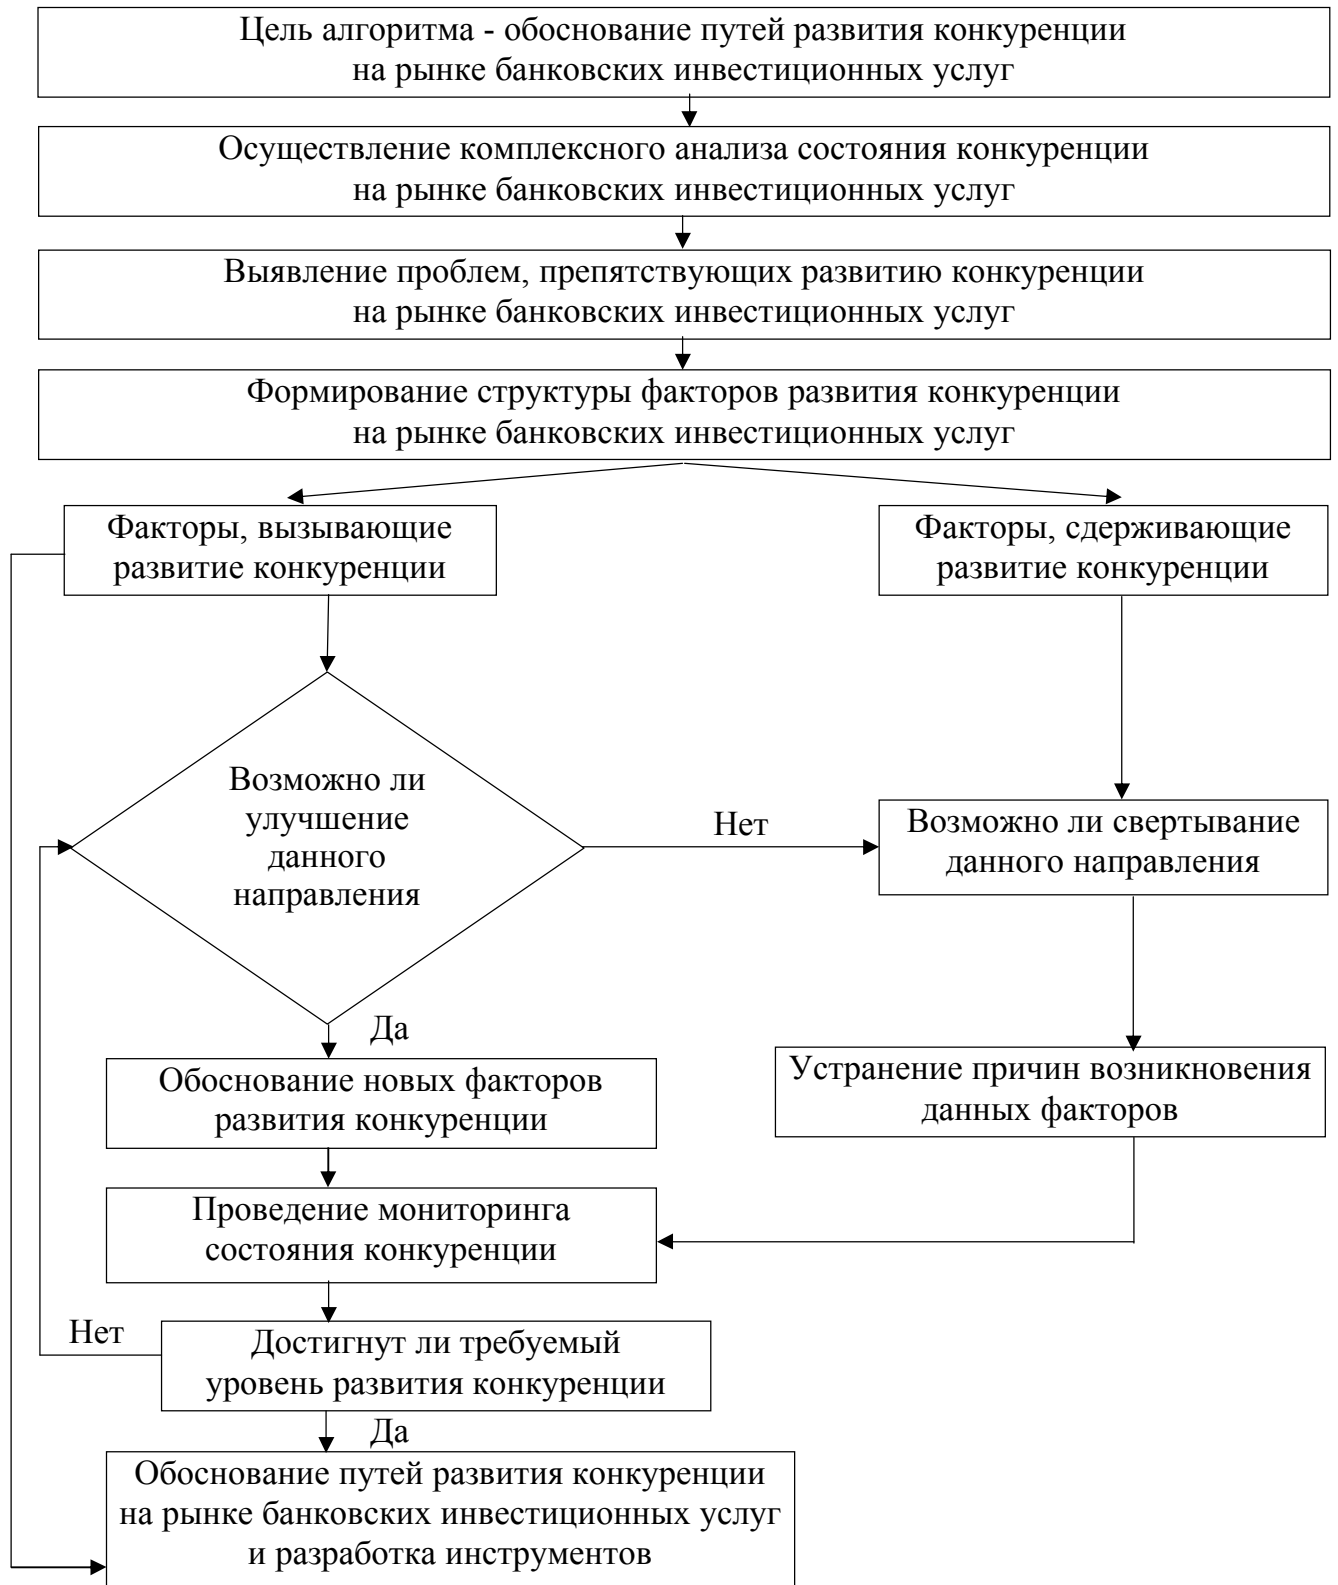 Цель алгоритма - обоснование путей развития конкуренции
на рынке банковских инвестиционных услуг
Осуществление комплексного анализа состояния конкуренции
на рынке банковских инвестиционных услуг
Выявление проблем, препятствующих развитию конкуренции
на рынке банковских инвестиционных услуг
Формирование структуры факторов развития конкуренции
на рынке банковских инвестиционных услуг
Факторы, вызывающие
развитие конкуренции
Факторы, сдерживающие
развитие конкуренции
Возможно ли
улучшение
данного
направления
Нет
Возможно ли свертывание
данного направления
Да
Обоснование новых факторов
развития конкуренции
Устранение причин возникновения
данных факторов
Проведение мониторинга
состояния конкуренции
Нет
Достигнут ли требуемый
уровень развития конкуренции
Да
Обоснование путей развития конкуренции
на рынке банковских инвестиционных услуг
и разработка инструментов